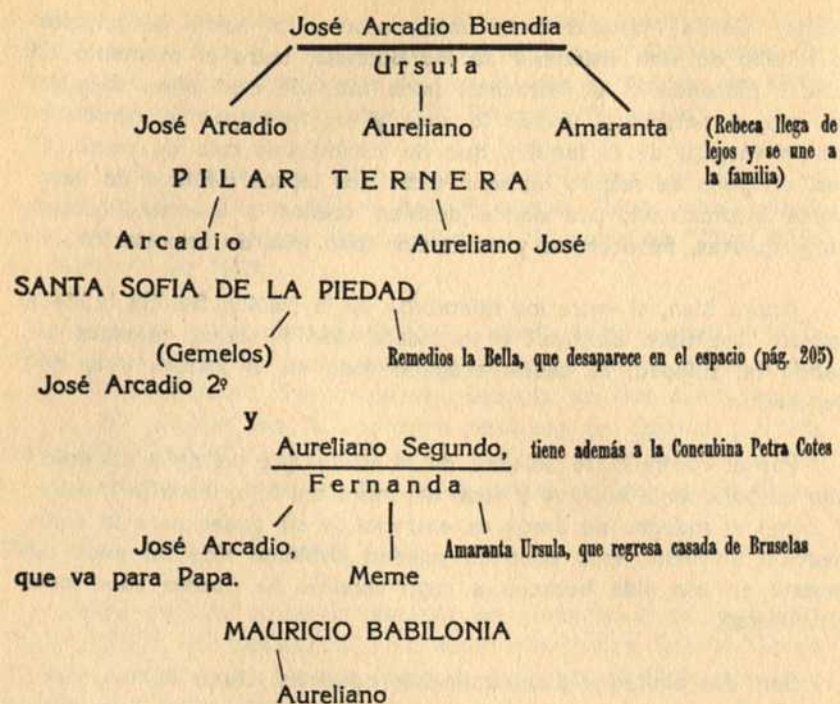 José Arcadio Buendía
Ursula
José Arcadio Aureliano Amaranta (Rebeca llega de
lejos y se une a
la familia)
PILAR TERNERA
Arcadio Aureliano José
SANTA SOFIA DE LA PIEDAD
(Gemelos) Remedios la Bella, que desaparece en el espacio (pág. 205)
José Arcadio 2º
y
Aureliano Segundo, tiene además a la Concubina Petra Cotes
Fernanda
José Arcadio, Amaranta Ursula, que regresa casada de Bruselas
que va para Papa. Meme
MAURICIO BABILONIA
Aureliano